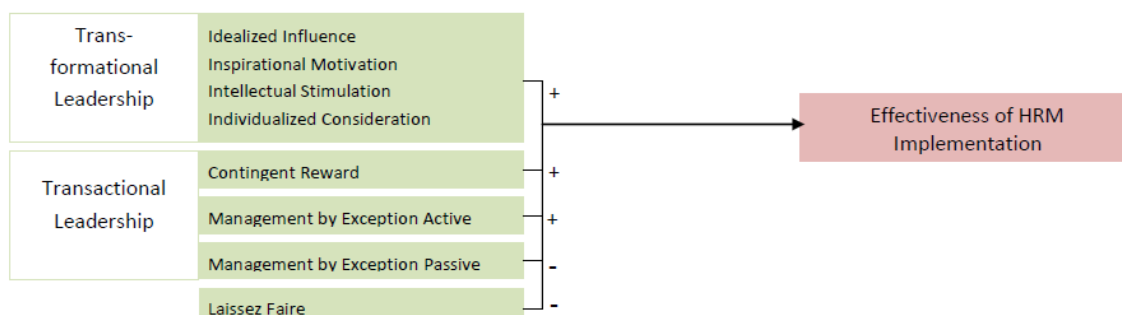 Trans-
formational
Leadership
Idealized Influence
Inspirational Motivation
Intellectual Stimulation
Individualized Consideration
+
Effectiveness of HRM
Implementation
Transactional
Leadership
Contingent Reward
+
Management by Exception Active
+
Management by Exception Passive
-
Laissez Faire
-